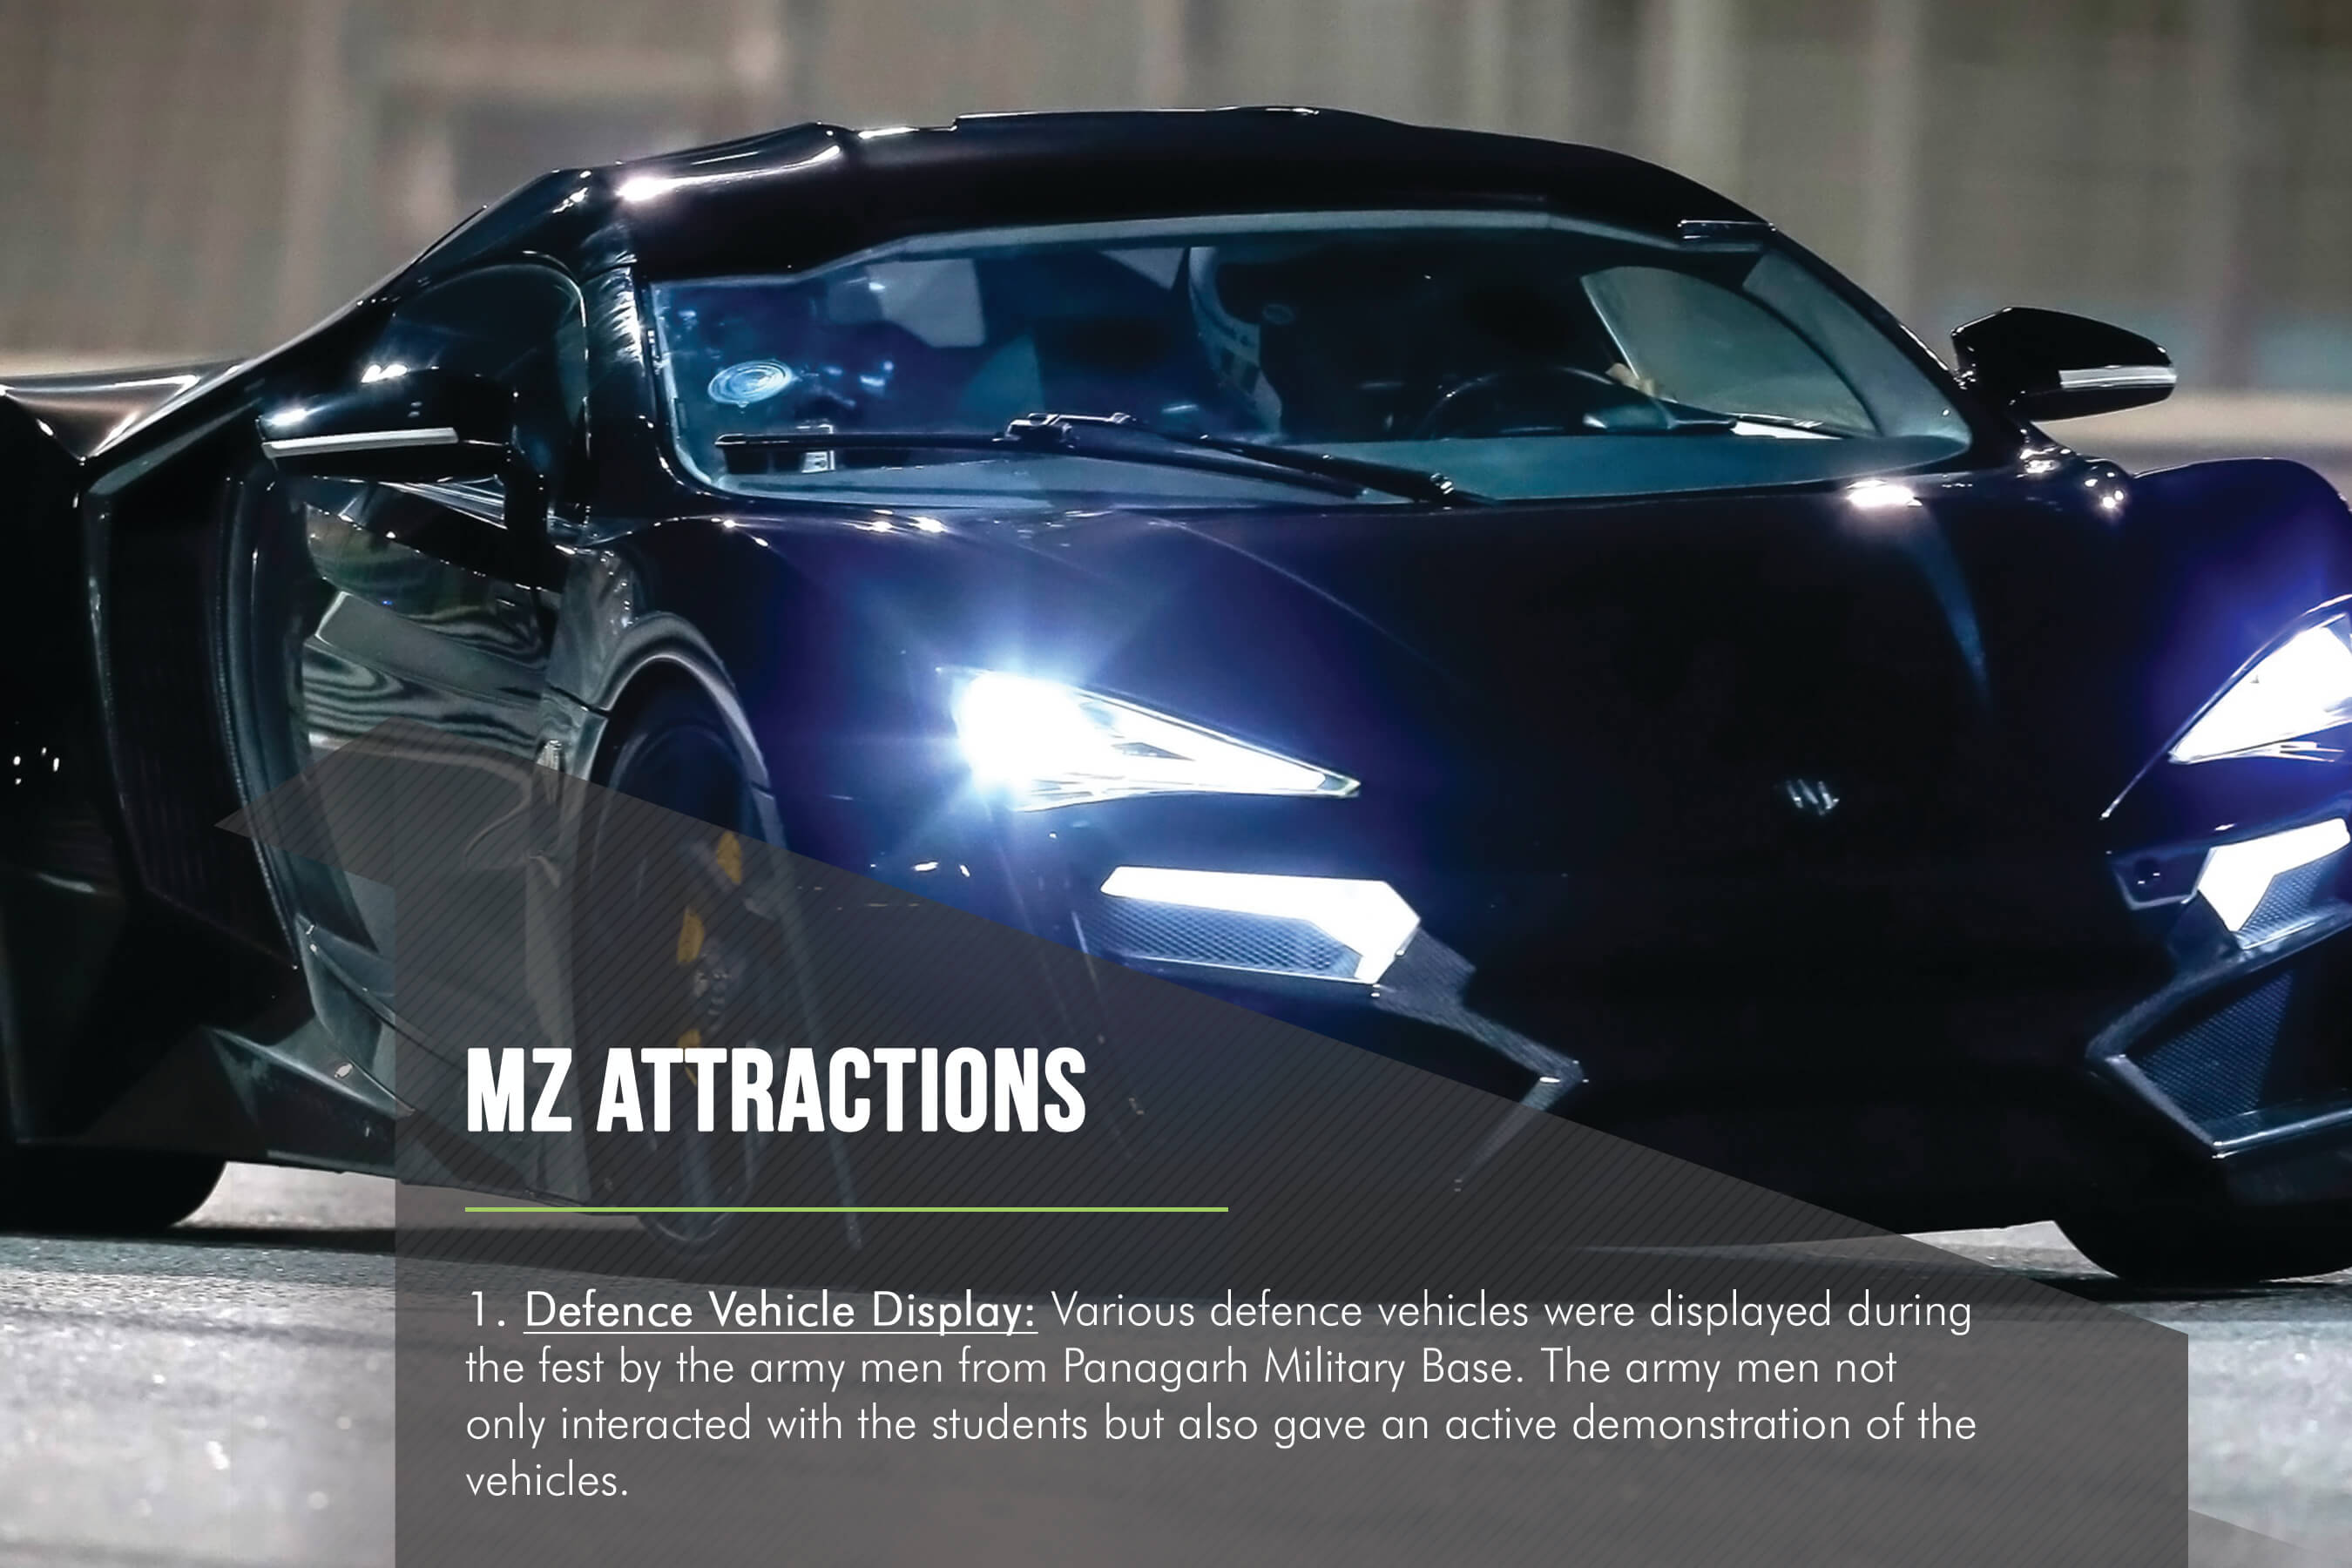 MZ ATTRACTIONS
1. Defence Vehicle Display: Various defence vehicles were displayed during
the fest by the army men from Panagarh Military Base. The army men not
only interacted with the students but also gave an active demonstration of the
vehicles.